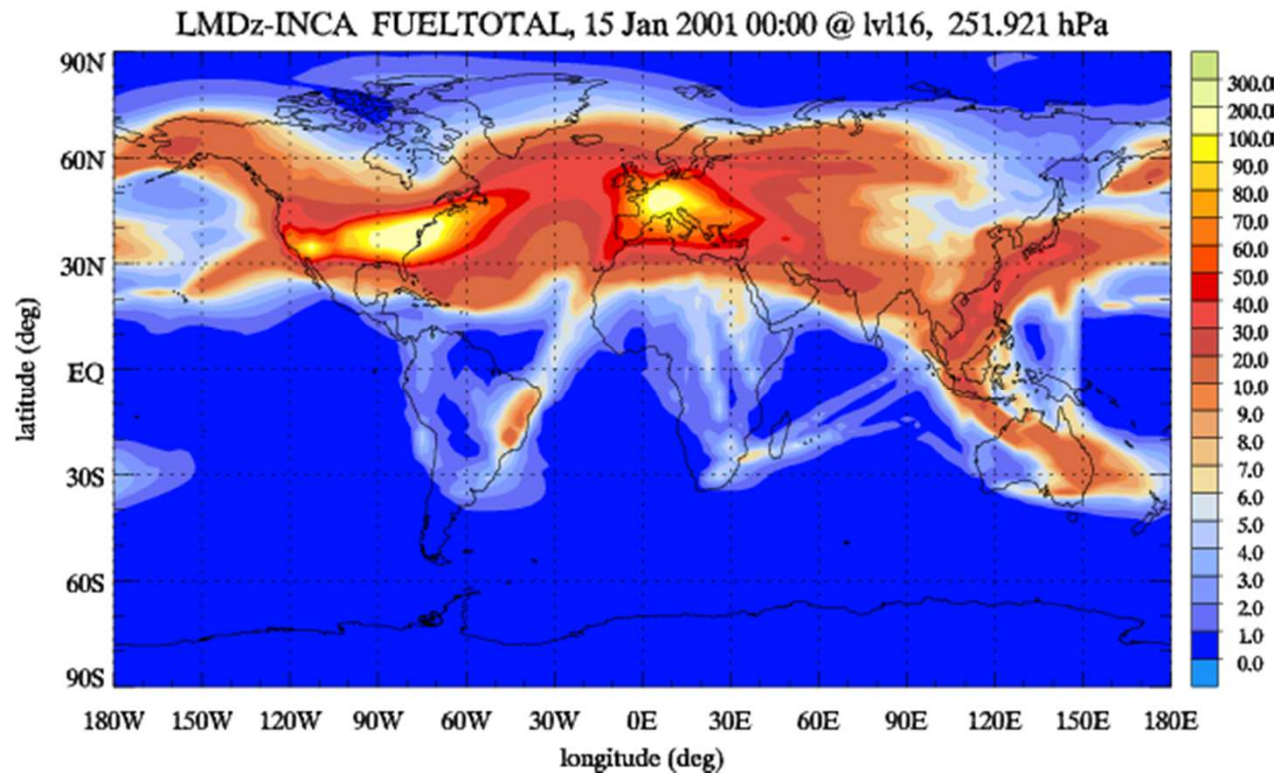 LMDz-INCA FUELTOTAL, 15 Jan 2001 00:00 @ lvl16, 251.921 hPa
90N
60N
30N
EQ
30S
60S
90S
latitude (deg)
180W 150W 120W 90W 60W 30W 0E 30E 60E 90E 120E 150E 180E
longitude (deg)
300.0
200.0
100.0
90.0
80.0
70.0
60.0
50.0
40.0
30.0
20.0
10.0
9.0
8.0
7.0
6.0
5.0
4.0
3.0
2.0
1.0
0.0